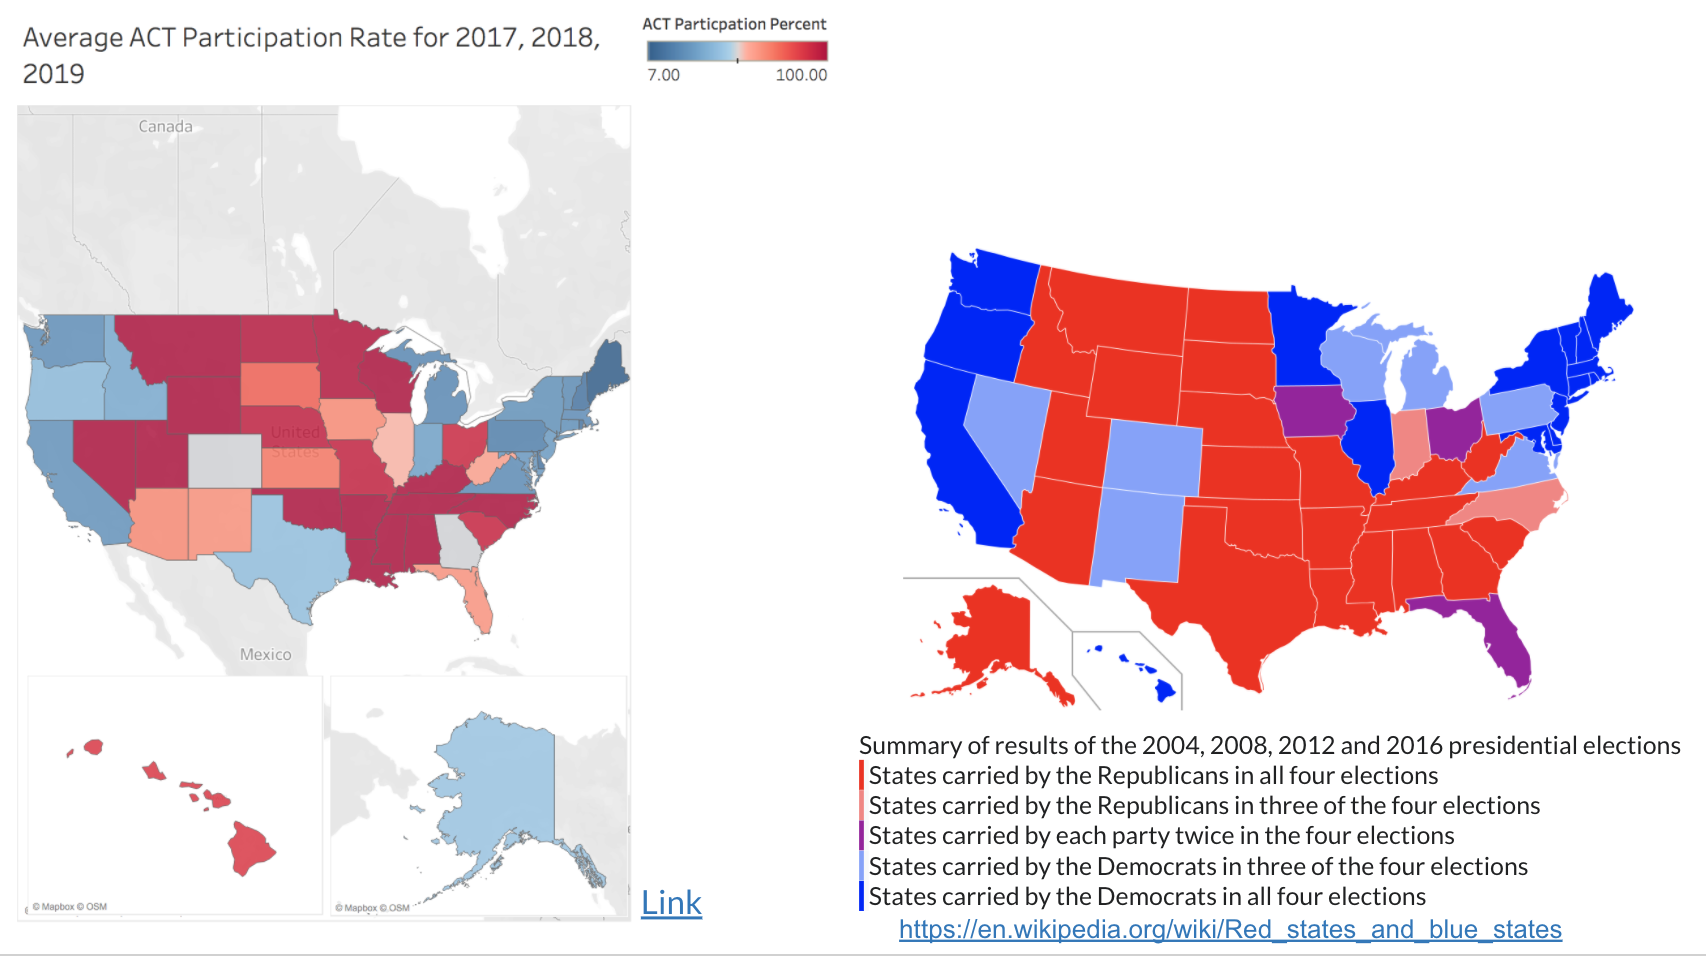 Average ACT Participation Rate for 2017, 2018,
2019
ACT Particpation Percent
7.00 100.00
Canada
United
States
Mexico
© Mapbox © OSM
© Mapbox © OSM
Link
Summary of results of the 2004, 2008, 2012 and 2016 presidential elections
States carried by the Republicans in all four elections
States carried by the Republicans in three of the four elections
States carried by each party twice in the four elections
States carried by the Democrats in three of the four elections
States carried by the Democrats in all four elections
https://en.wikipedia.org/wiki/Red_states_and_blue_states